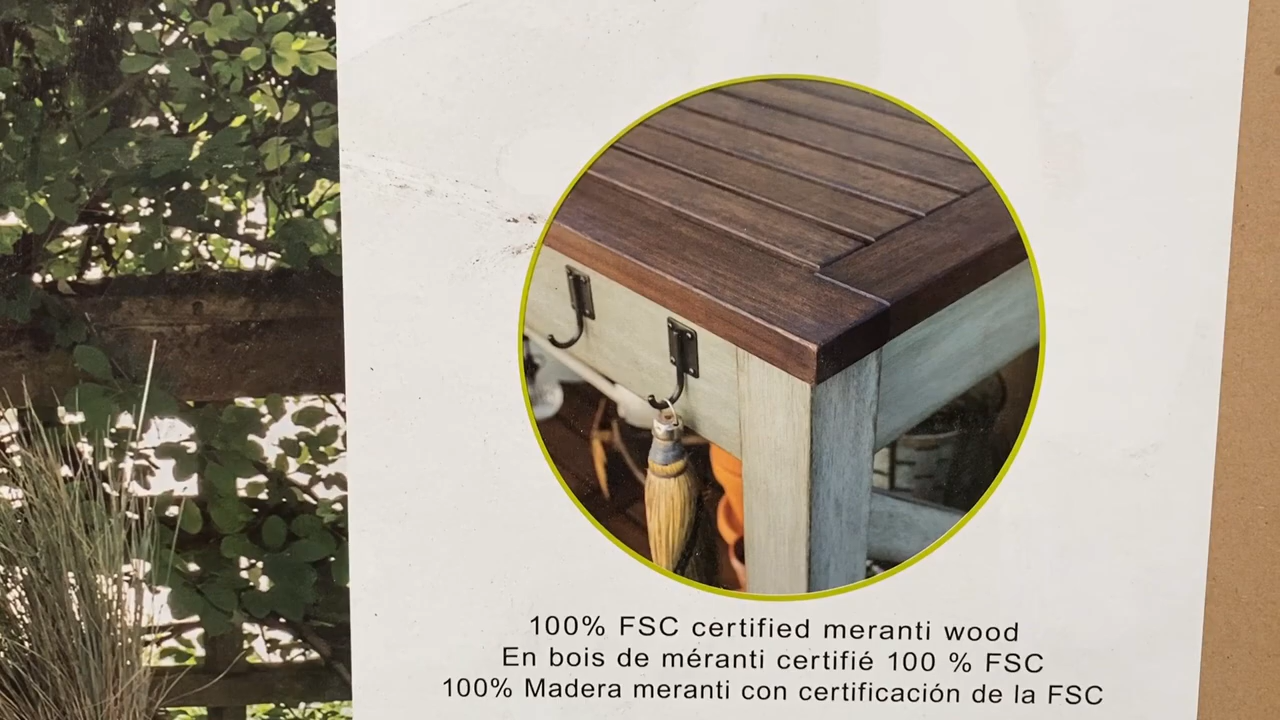 100% FSC certified meranti wood
En bois de méranti certifié 100 % FSC
100% Madera meranti con certificación de la FSC